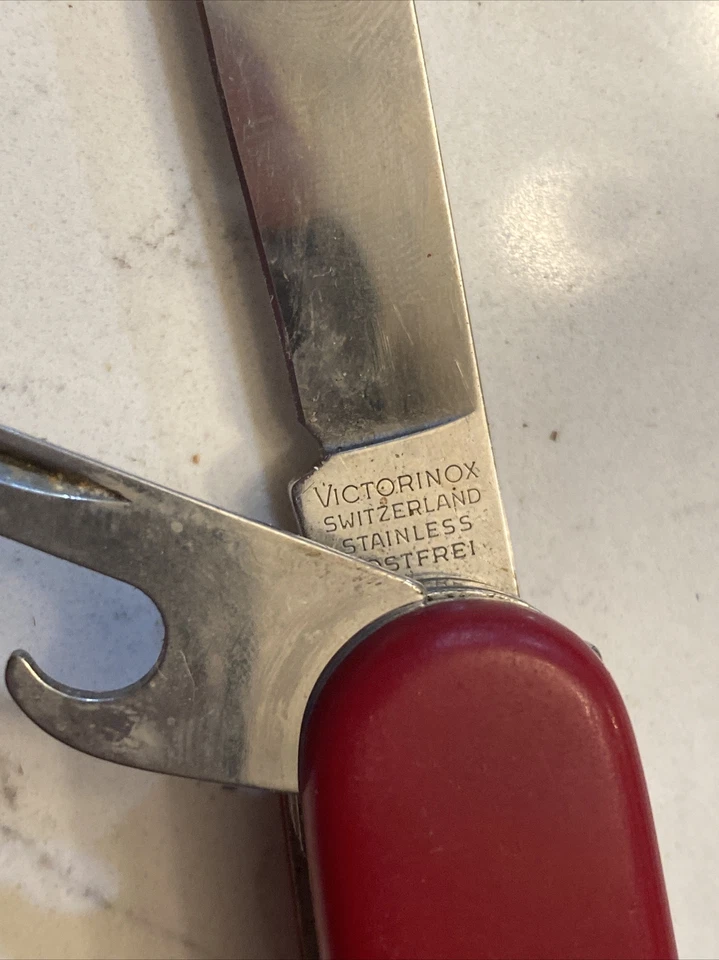 VICTORINOX
SWITZERLAND
STAINLESS
OSTFREI